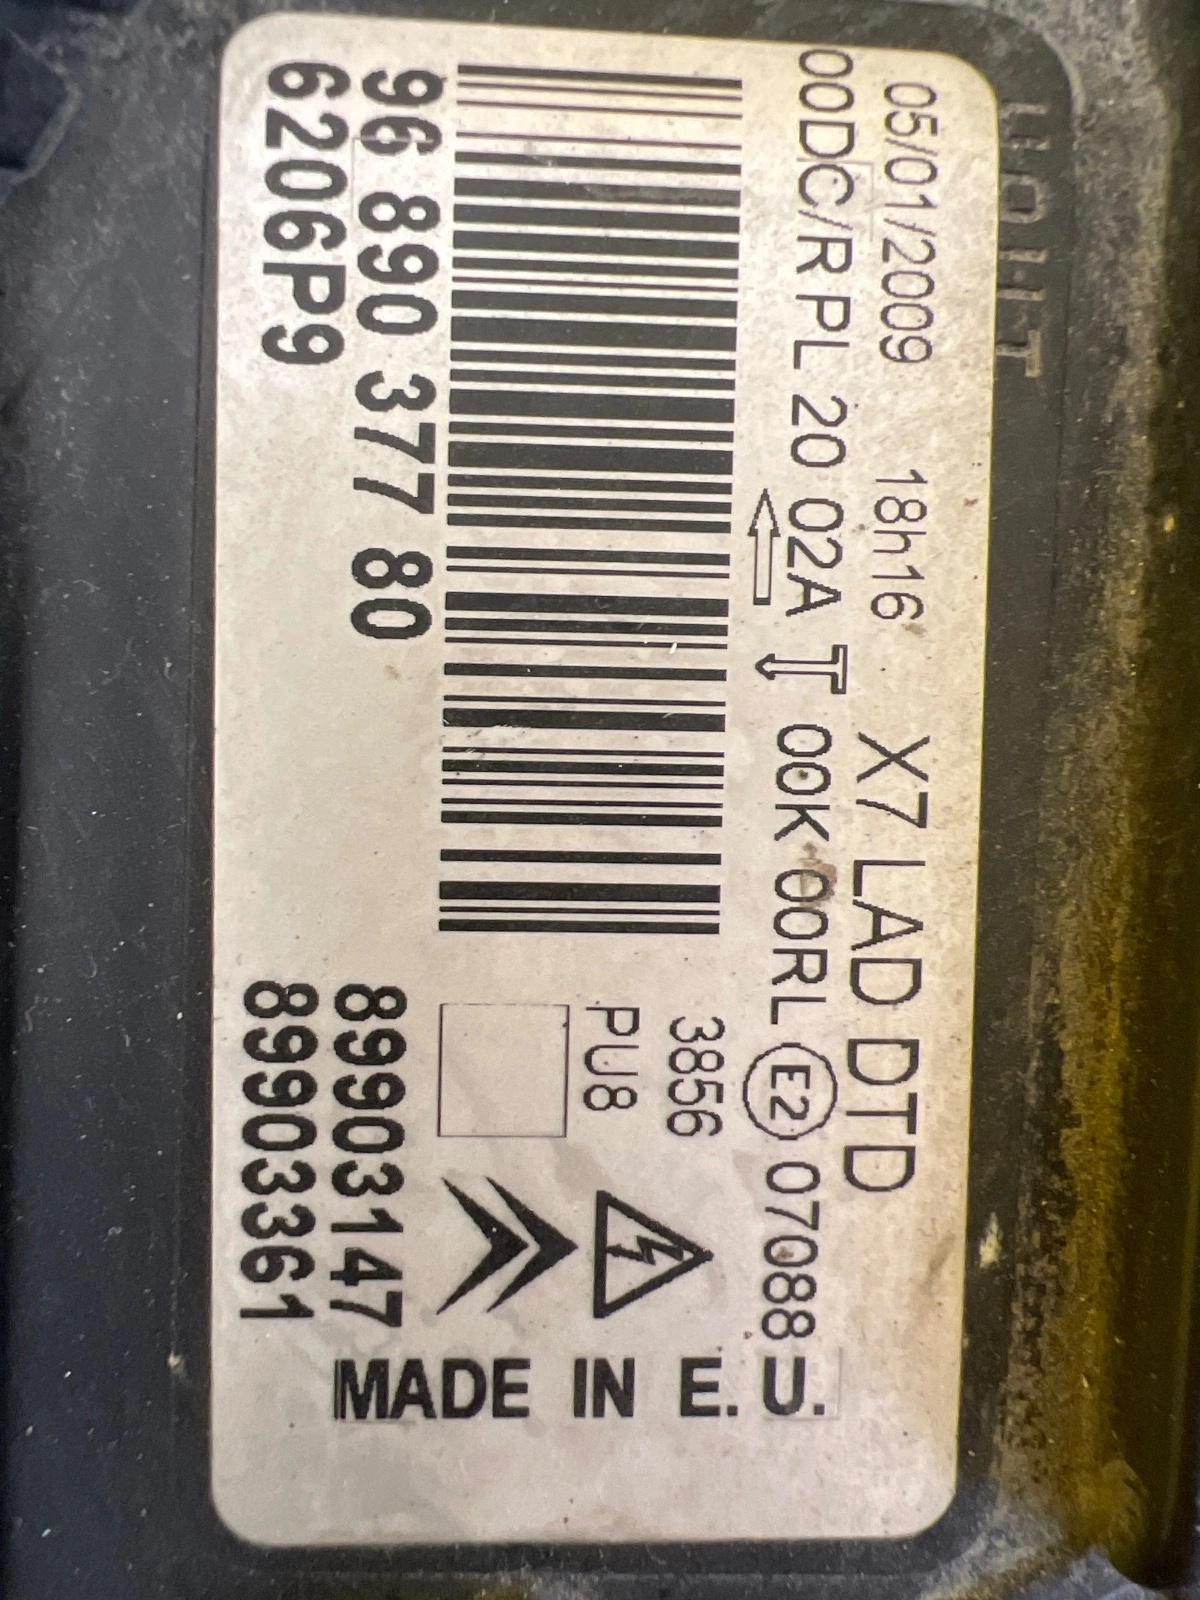 05/01/2009 18h16 X7 LAD DTD
00DC/R PL 20 02A 00K 00RL E2 07088
3856
PU8
96 890 377 80
6206P9
89903147
89903361
MADE IN E. U.